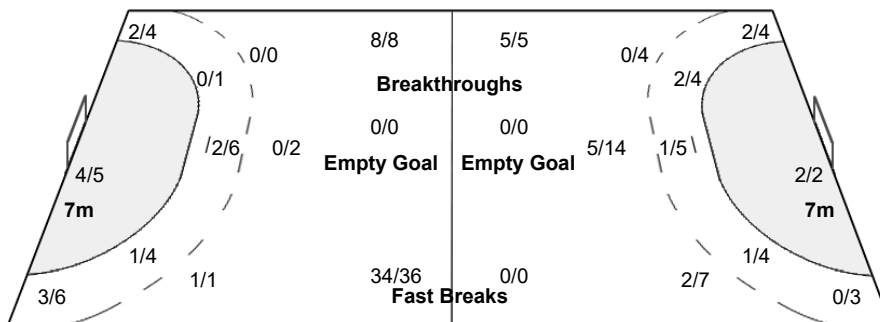 2/4 8/8 5/5 2/4
0/0 0/4
0/1 Breakthroughs 2/4
0/0 0/0
2/6 0/2 5/14 1/5
Empty Goal Empty Goal
4/5 2/2
7m 7m
1/4 1/4
1/1 34/36 0/0 2/7
3/6 Fast Breaks 0/3